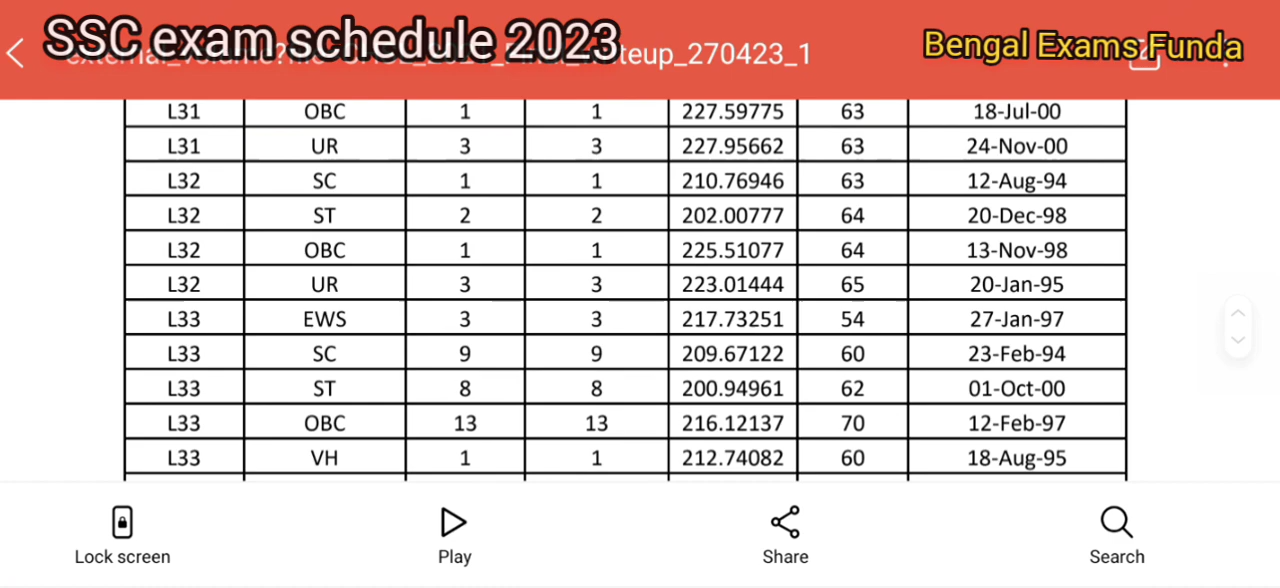 SSC exam schedule 2023
Bengal Exams Funda
teup_270423_1
L31 OBC 1 1 227.59775 63 18-Jul-00
L31 UR 3 3 227.95662 63 24-Nov-00
L32 SC 1 1 210.76946 63 12-Aug-94
L32 ST 2 2 202.00777 64 20-Dec-98
L32 OBC 1 1 225.51077 64 13-Nov-98
L32 UR 3 3 223.01444 65 20-Jan-95
L33 EWS 3 3 217.73251 54 27-Jan-97
L33 SC 9 9 209.67122 60 23-Feb-94
L33 ST 8 8 200.94961 62 01-Oct-00
L33 OBC 13 13 216.12137 70 12-Feb-97
L33 VH 1 1 212.74082 60 18-Aug-95
Lock screen Play Share Search